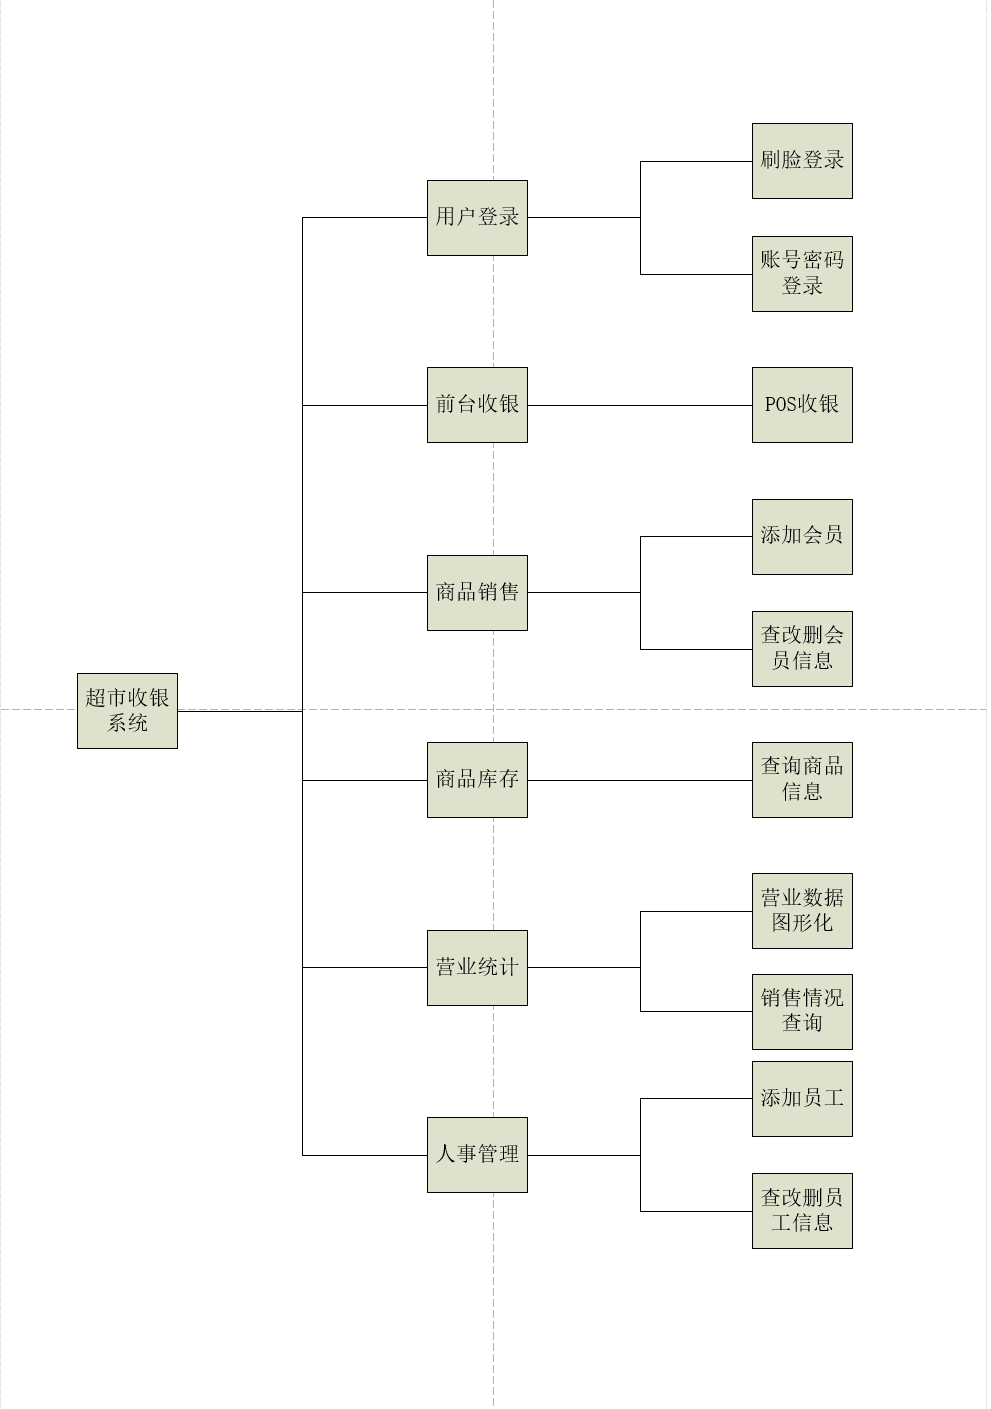 刷脸登录
用户登录
账号密码
登录
前台收银
POS收银
添加会员
商品销售
查改删会
员信息
超市收银
系统
商品库存
查询商品
信息
营业数据
图形化
营业统计
销售情况
查询
添加员工
人事管理
查改删员
工信息